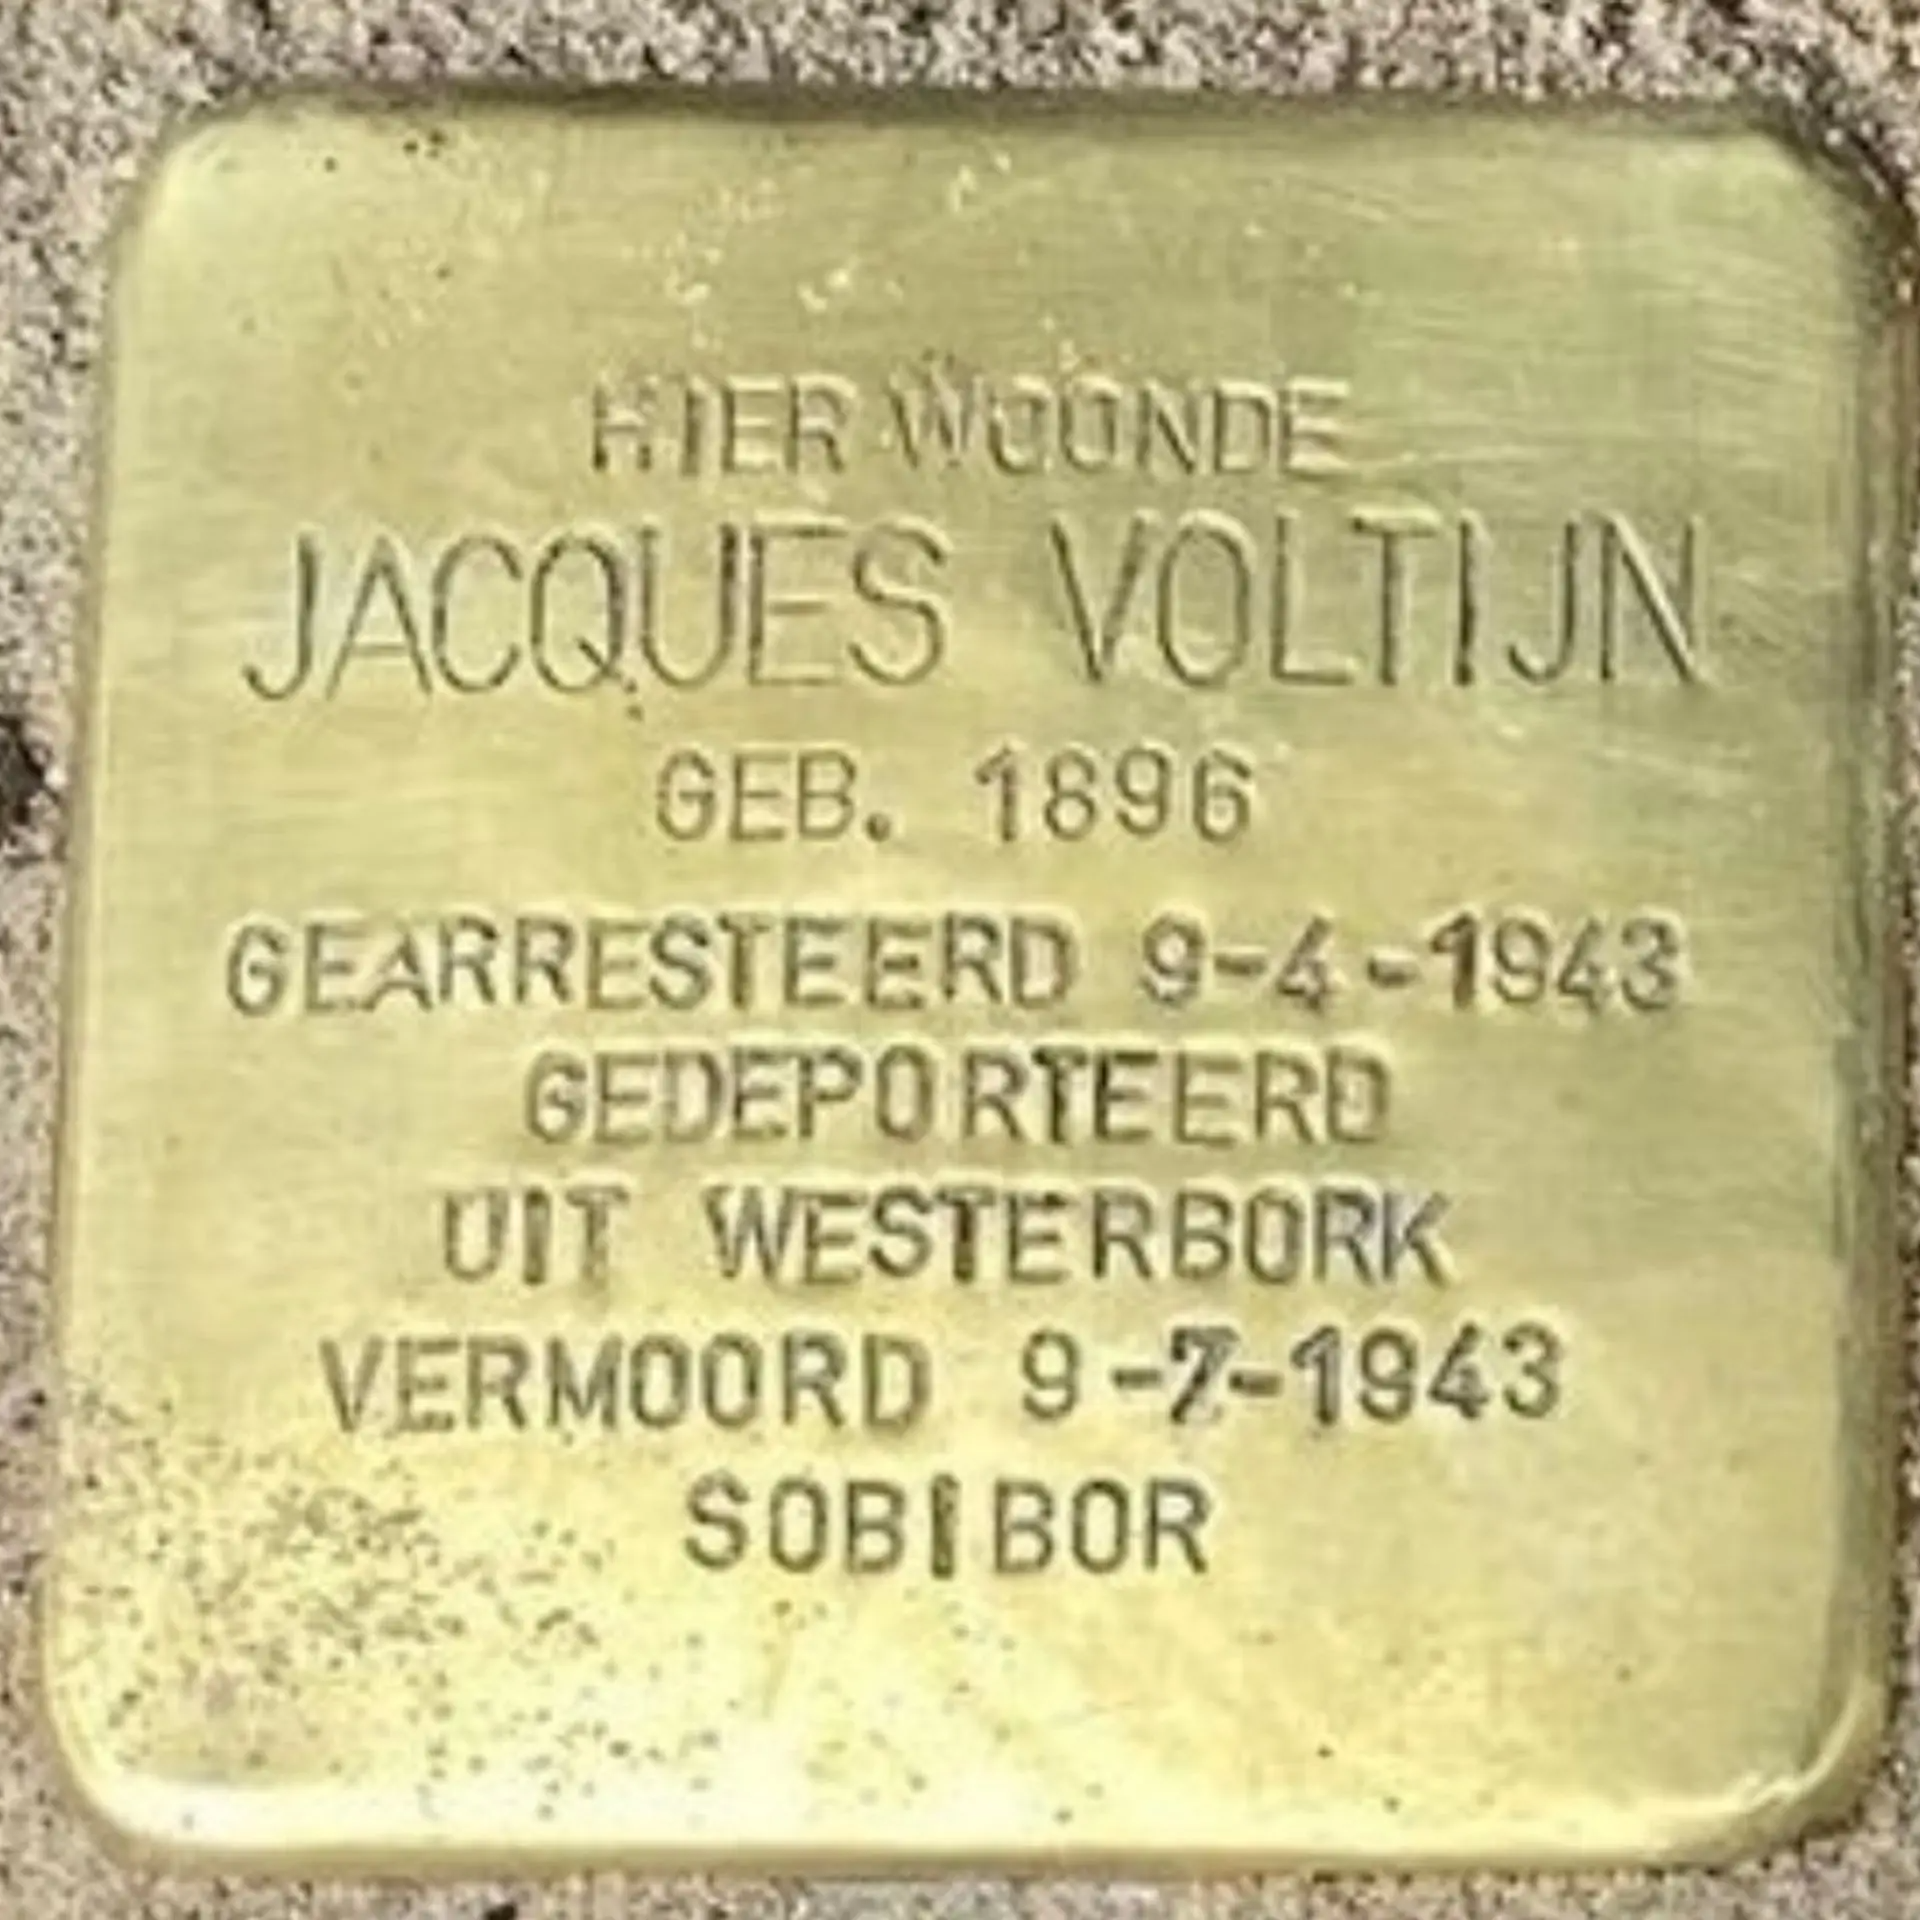 HIER WOONDE
JACQUES VOLTIJN
GEB. 1896
GEARRESTEERD 9-4-1943
GEDEPORTEERD
UIT WESTERBORK
VERMOORD 9-7-1943
SOBIBOR